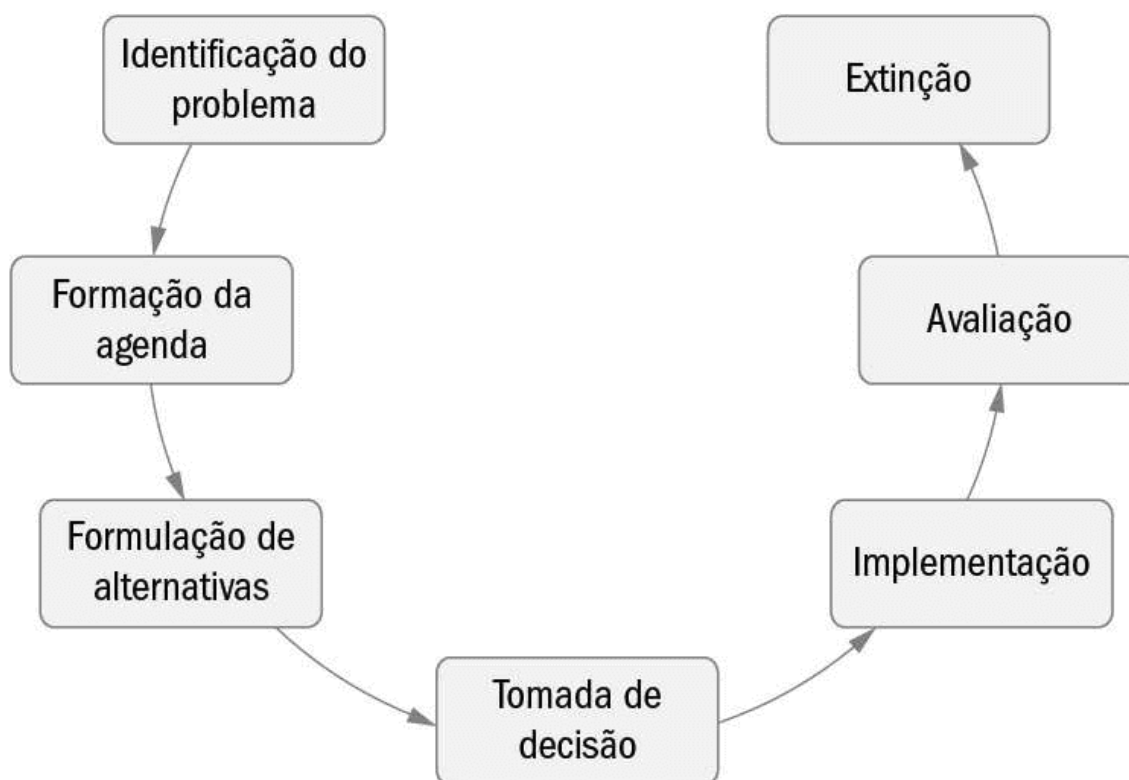 Identificação do
problema
Formação da
agenda
Formulação de
alternativas
Tomada de
decisão
Implementação
Avaliação
Extinção